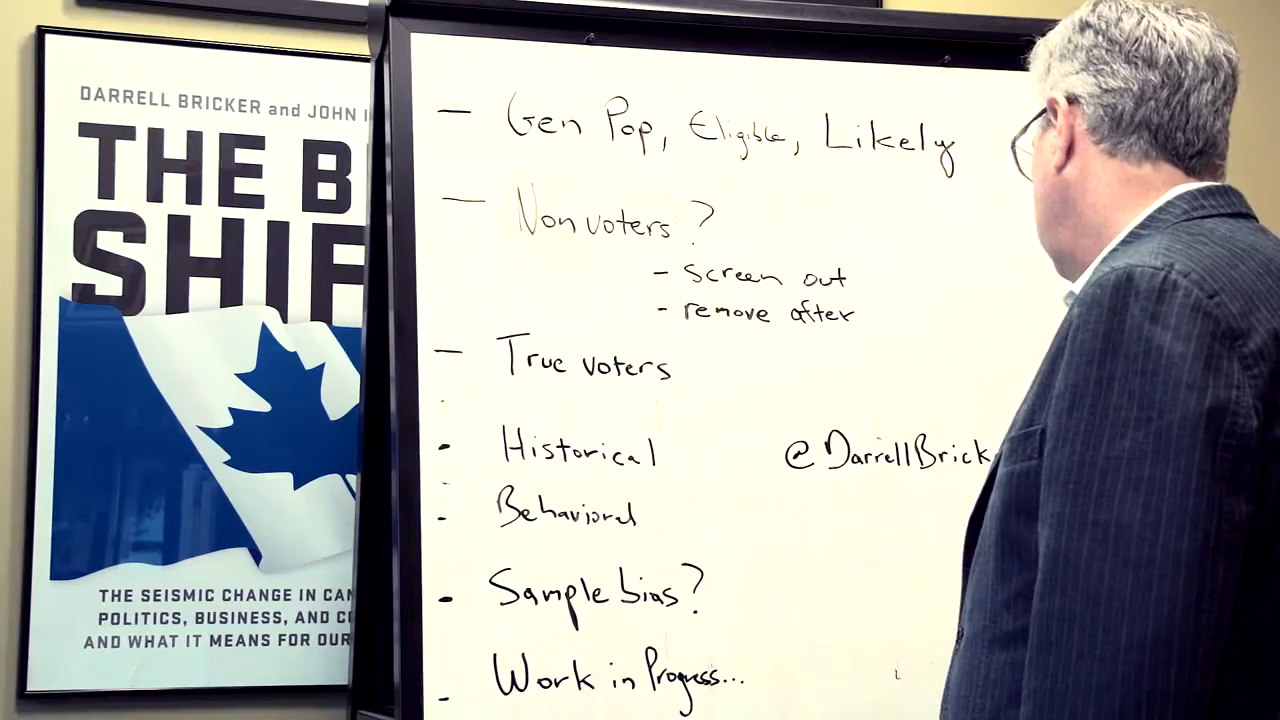 DARRELL BRICKER and JOHN
THE B
SHIF
THE SEISMIC CHANGE IN CAN
POLITICS, BUSINESS, AND C
AND WHAT IT MEANS FOR OUR
- Gen Pop, Eligible, Likely
- Non voters?
- screen out
- remove after
- True voters
- Historical
@DarrellBrick
- Behavioral
- Sample bias?
- Work in Progress...